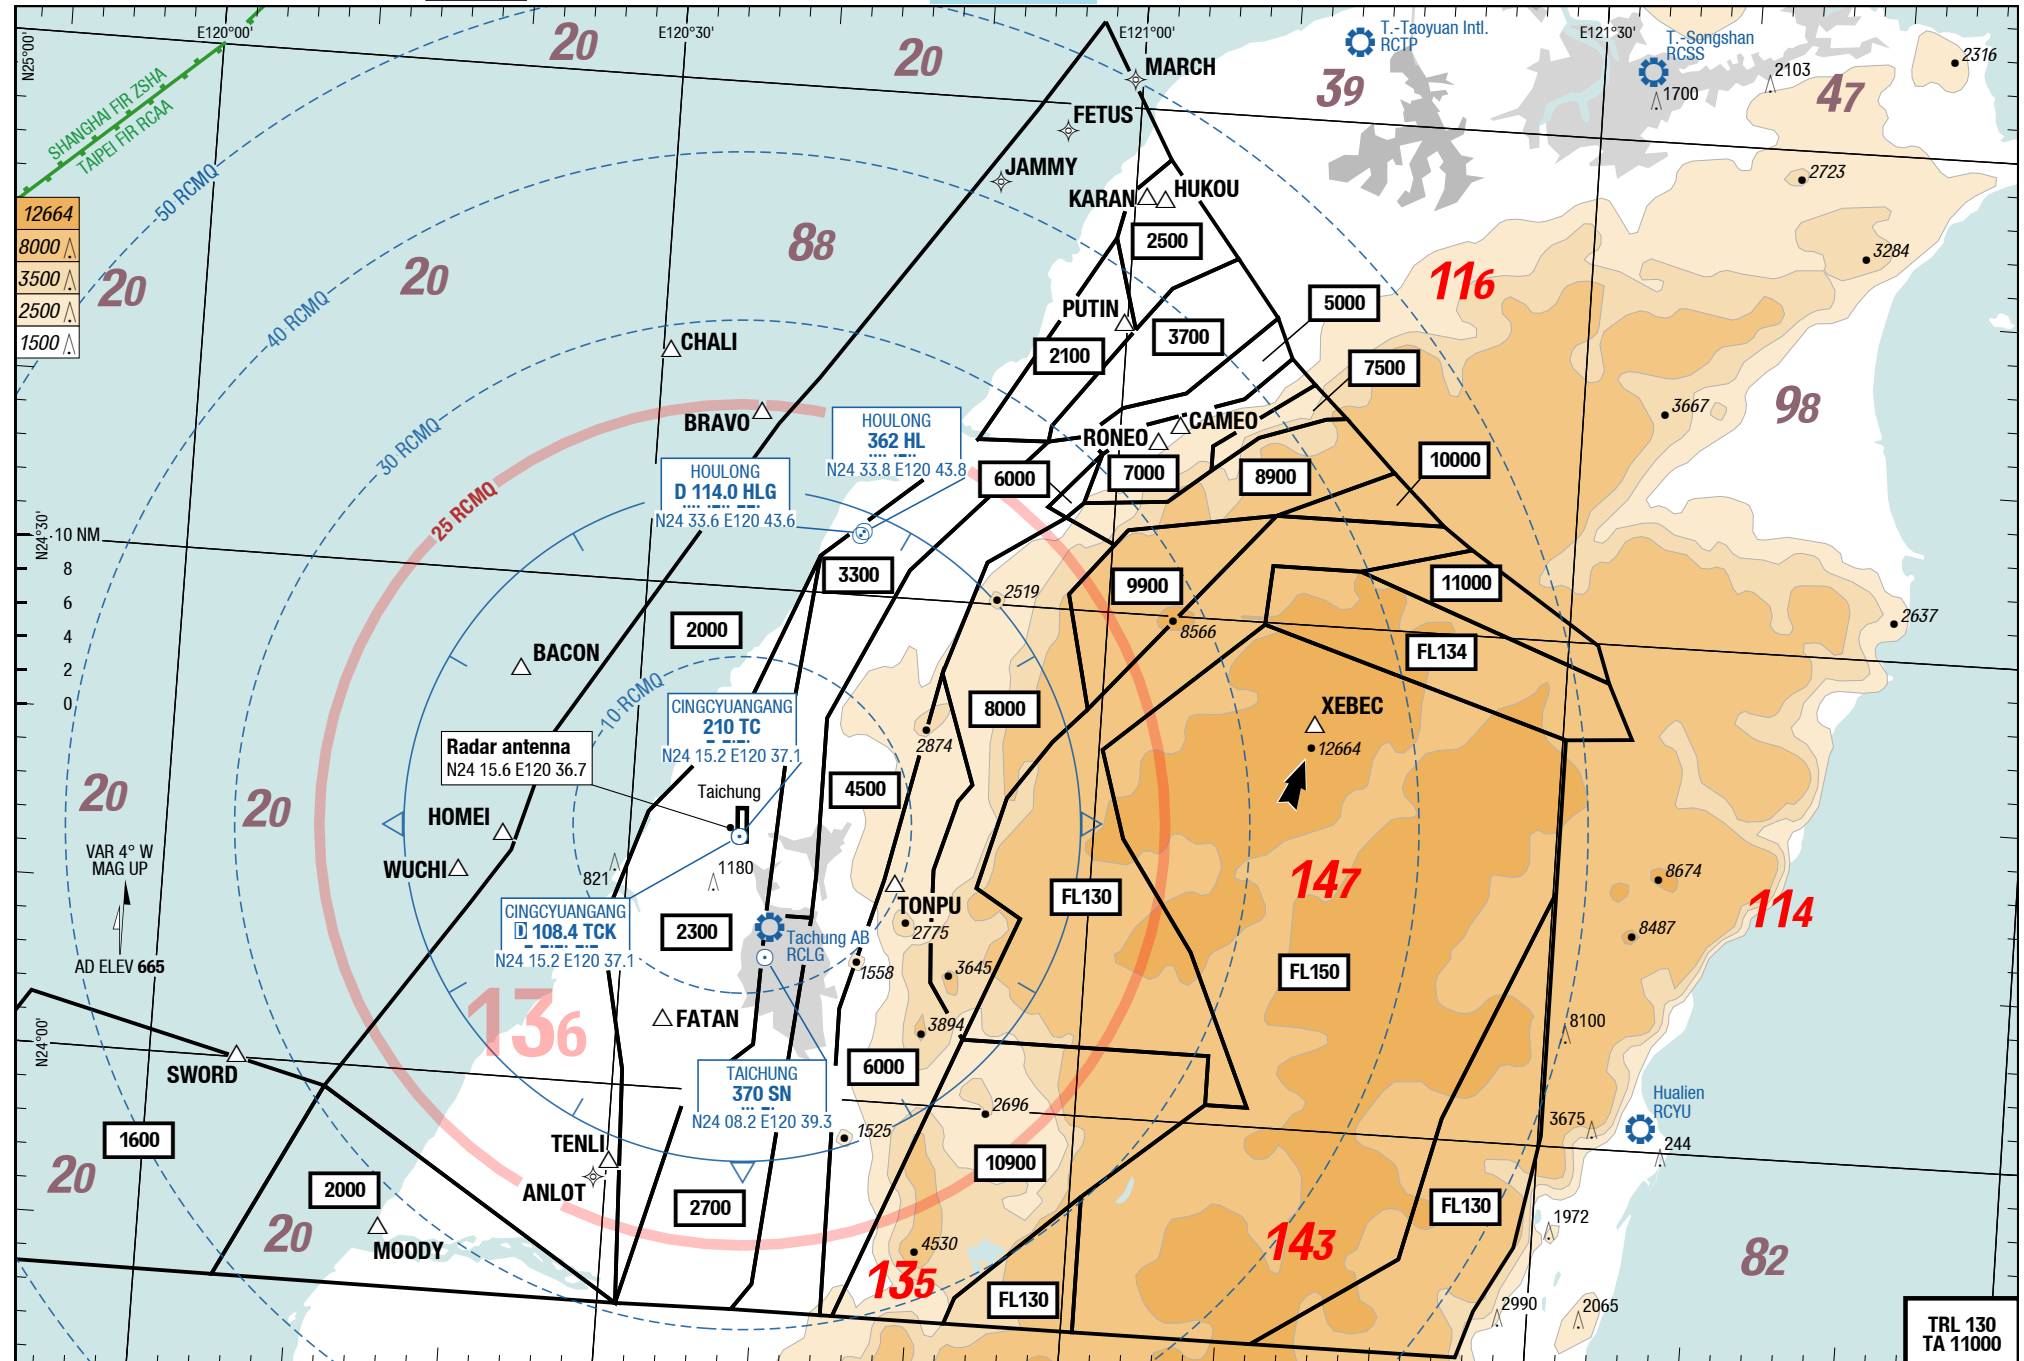 E120°00'
E120°30'
E121°00'
E121°30'
N25°00'
20
20
MARCH
T.-Taoyuan Intl.
RCTP
T.-Songshan
RCSS
2316
2103
1700
39
47
SHANGHAI FIR ZSHA
TAIPEI FIR RCAA
FETUS
JAMMY
50 RCMQ
KARAN
HUKOU
2723
12664
8000
3500
2500
1500
20
20
88
2500
3284
116
40 RCMQ
PUTIN
5000
CHALI
2100
3700
7500
BRAVO
CAMEO
RONEO
3667
98
30 RCMQ
HOULONG
362 HL
N24 33.8 E120 43.8
HOULONG
D 114.0 HLG
N24 33.6 E120 43.6
6000
7000
8900
10000
25 RCMQ
N24°30'
10 NM
8
6
4
2
0
3300
2519
9900
11000
8566
2637
2000
BACON
FL134
10 RCMQ
CINGCYUANGANG
210 TC
N24 15.2 E120 37.1
8000
XEBEC
12664
2874
Radar antenna
N24 15.6 E120 36.7
Taichung
4500
20
20
HOMEI
WUCHI
VAR 4° W
MAG UP
AD ELEV 665
821
1180
147
FL130
8674
114
8487
CINGCYUANGANG
D 108.4 TCK
N24 15.2 E120 37.1
2300
TONPU
2775
Tachung AB
RCLG
1558
3645
FL150
136
FATAN
3894
8100
N24°00'
SWORD
TAICHUNG
370 SN
N24 08.2 E120 39.3
6000
2696
Hualien
RCYU
3675
244
1600
TENLI
1525
10900
20
2000
ANLOT
2700
FL130
1972
20
MOODY
4530
143
82
135
FL130
2990
2065
TRL 130
TA 11000